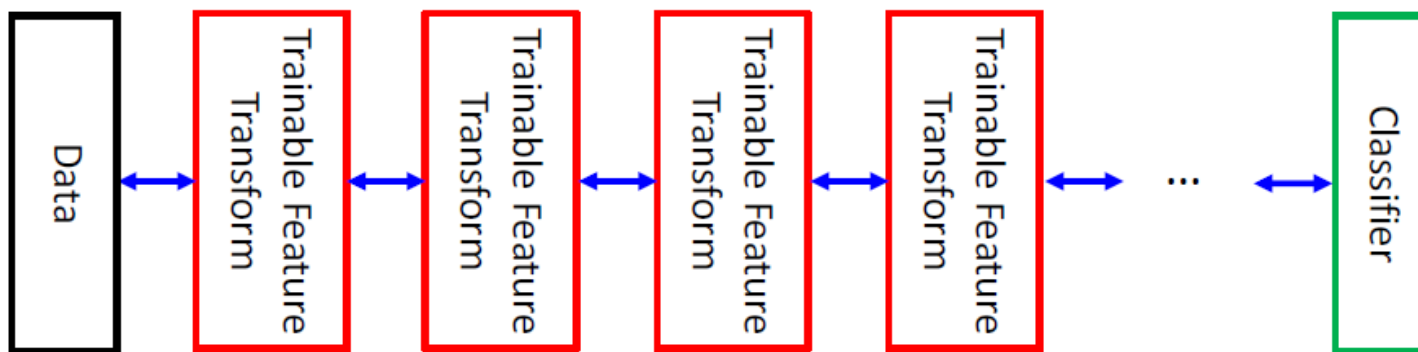 Data
Trainable Feature
Transform
Trainable Feature
Transform
Trainable Feature
Transform
Trainable Feature
Transform
...
Classifier